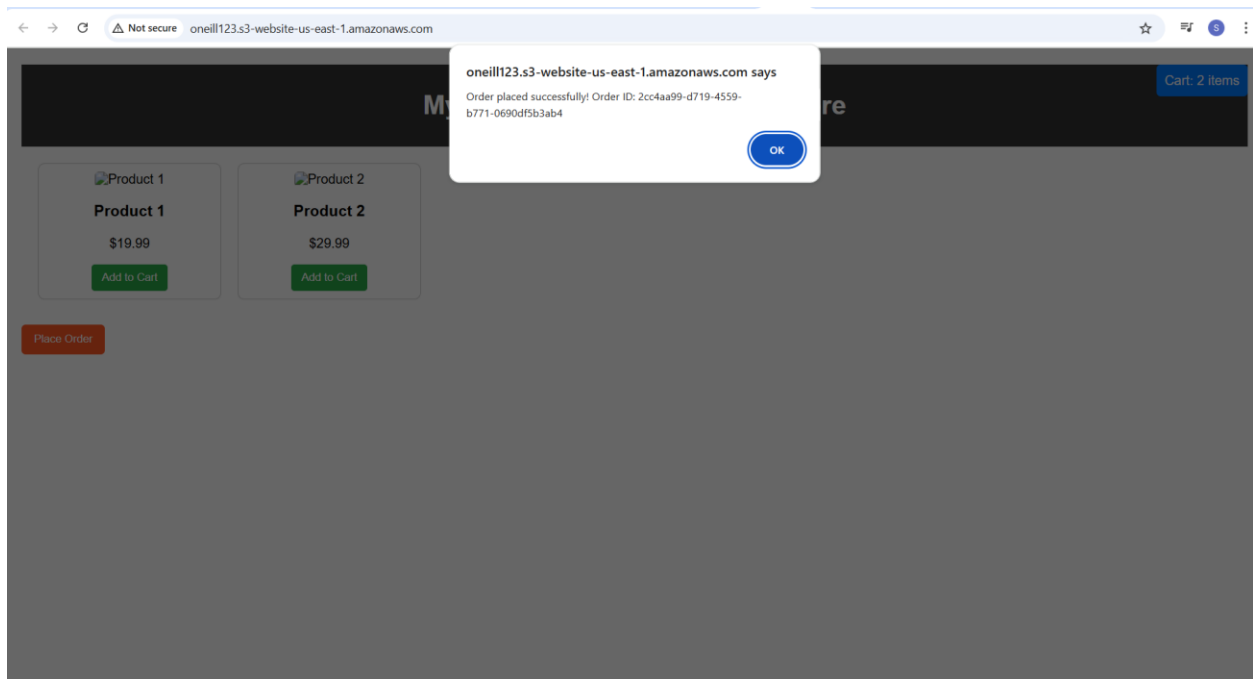 Not secure oneill123.s3-website-us-east-1.amazonaws.com
S
oneill123.s3-website-us-east-1.amazonaws.com says
Order placed successfully! Order ID: 2cc4aa99-d719-4559-
b771-0690df5b3ab4
OK
Cart: 2 items
Product 1
Product 2
Product 1
Product 2
$19.99
$29.99
Add to Cart
Add to Cart
Place Order